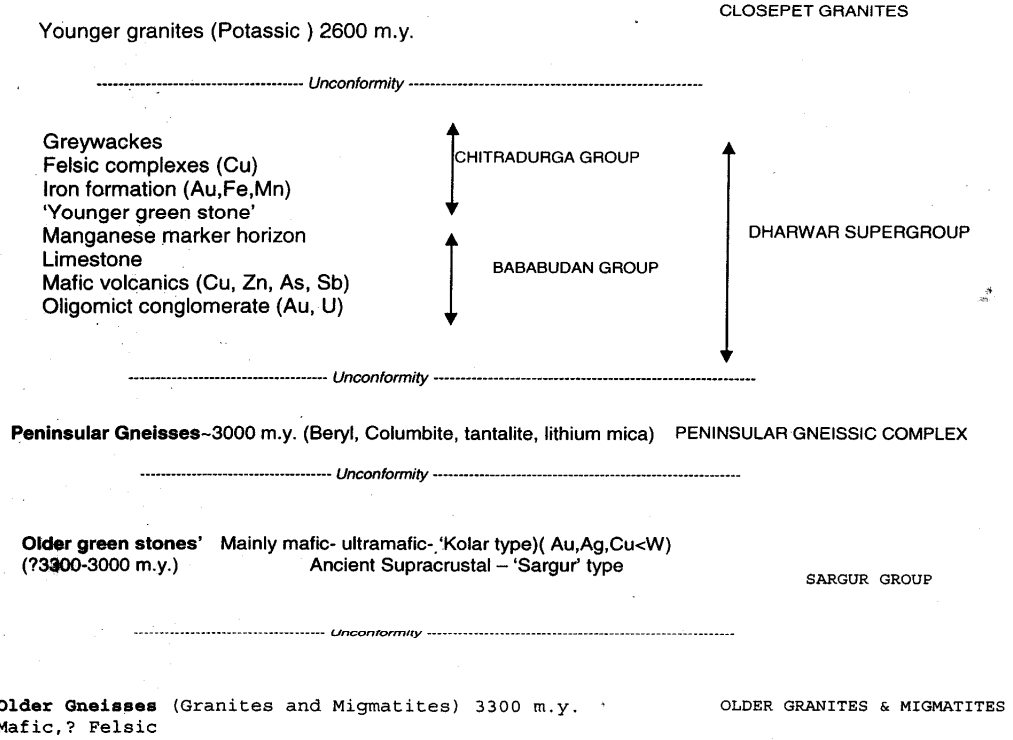 CLOSEPET GRANITES
Younger granites (Potassic ) 2600 m.y.
Unconformity
Greywackes
Felsic complexes (Cu)
CHITRADURGA GROUP
Iron formation (Au,Fe,Mn)
'Younger green stone'
Manganese marker horizon
DHARWAR SUPERGROUP
Limestone
BABABUDAN GROUP
Mafic volcanics (Cu, Zn, As, Sb)
Oligomict conglomerate (Au, U)
Unconformity
Peninsular Gneisses~3000 m.y. (Beryl, Columbite, tantalite, lithium mica) PENINSULAR GNEISSIC COMPLEX
Unconformity
Older green stones' Mainly mafic- ultramafic- 'Kolar type)( Au,Ag,Cu<W)
(?3300-3000 m.y.) Ancient Supracrustal – 'Sargur' type
SARGUR GROUP
Unconformity
Older Gneisses (Granites and Migmatites) 3300 m.y. OLDER GRANITES & MIGMATITES
Mafic,? Felsic